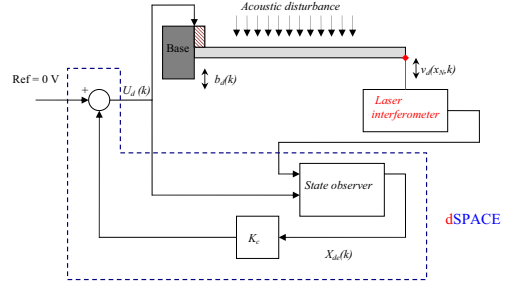 Acoustic disturbance
Base
b_d(k)
v_d(x_N,k)
Ref = 0 V
+
U_d (k)
Laser
interferometer
State observer
dSPACE
K_c
X_de(k)